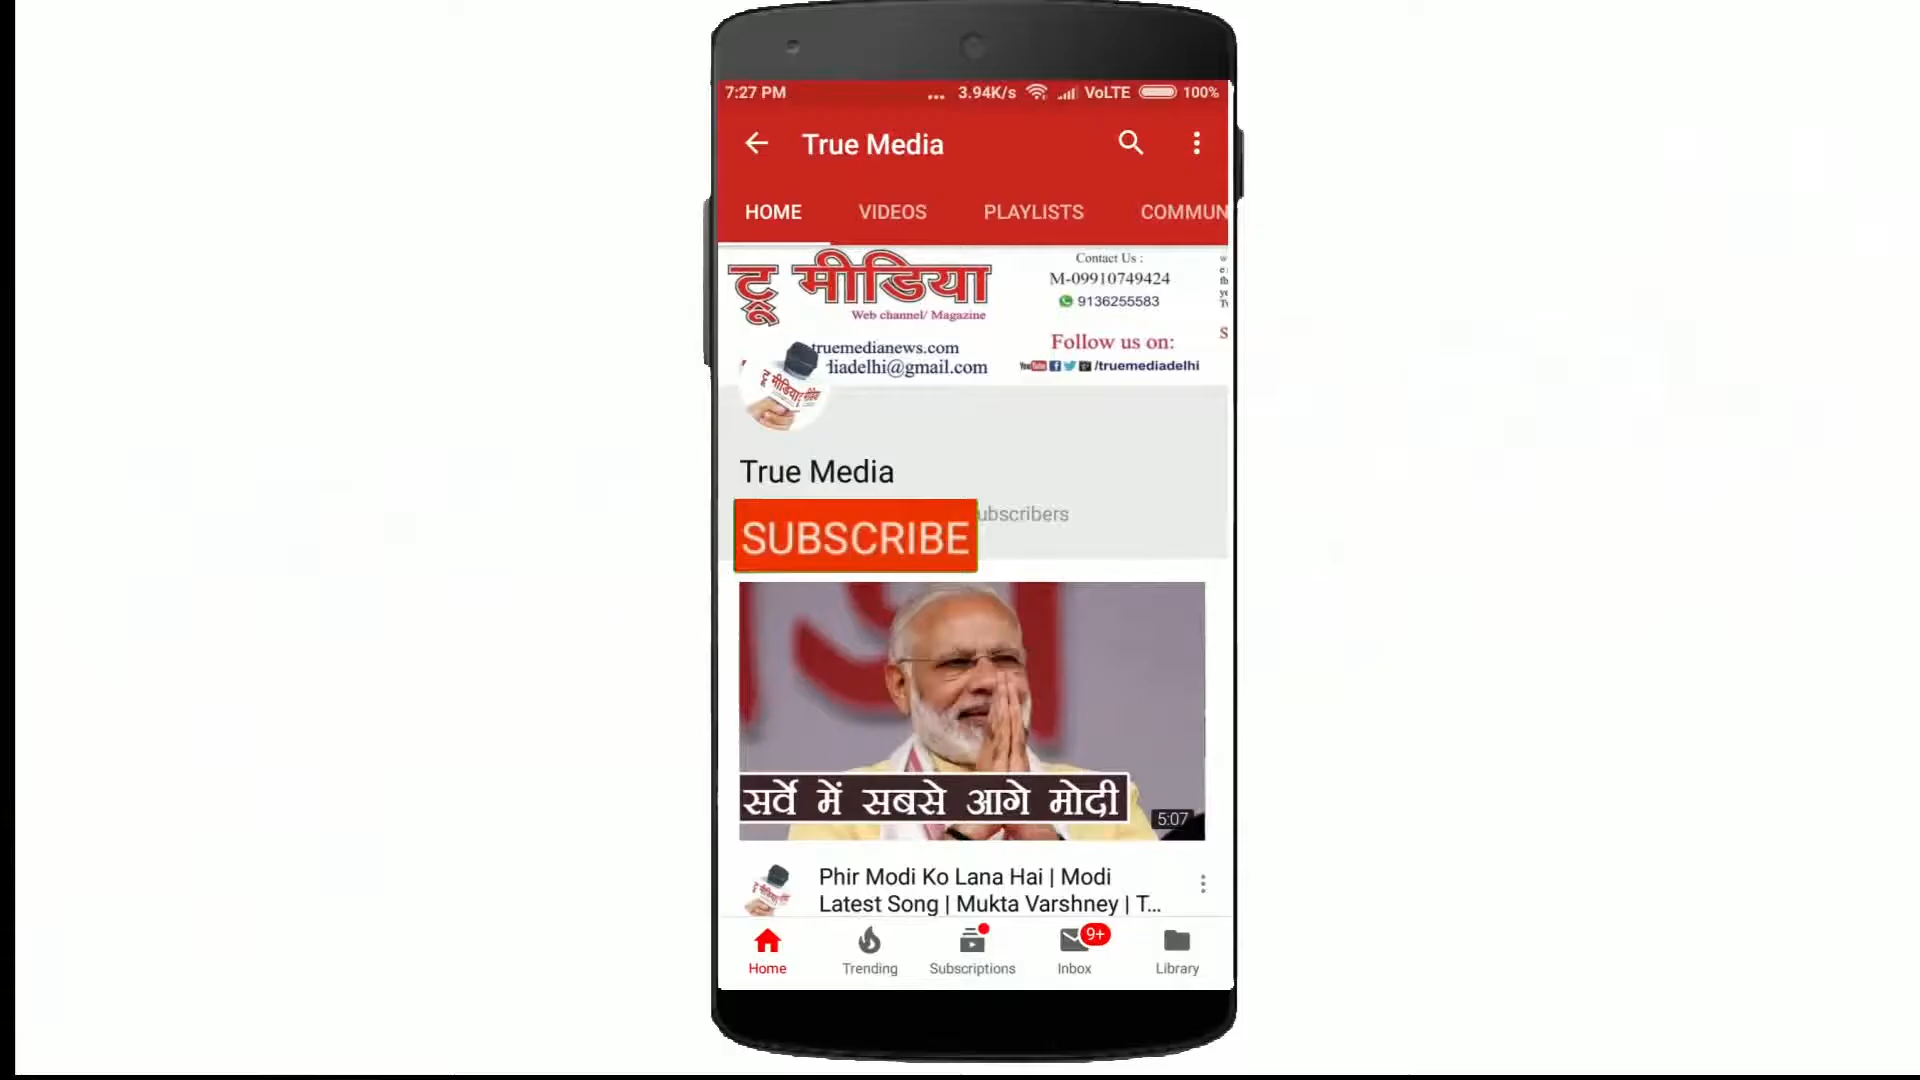 7:27 PM ... 3.94K/s VoLTE 100%
True Media
HOME VIDEOS PLAYLISTS COMMUN
टू मीडिया
Web channel/ Magazine
Contact Us :
M-09910749424
9136255583
truemedianews.com
diadelhi@gmail.com
Follow us on:
/truemediadelhi
टू मीडिया
True Media
ubscribers
SUBSCRIBE
सर्वे में सबसे आगे मोदी
5:07
Phir Modi Ko Lana Hai | Modi
Latest Song | Mukta Varshney | T...
9+
Home Trending Subscriptions Inbox Library